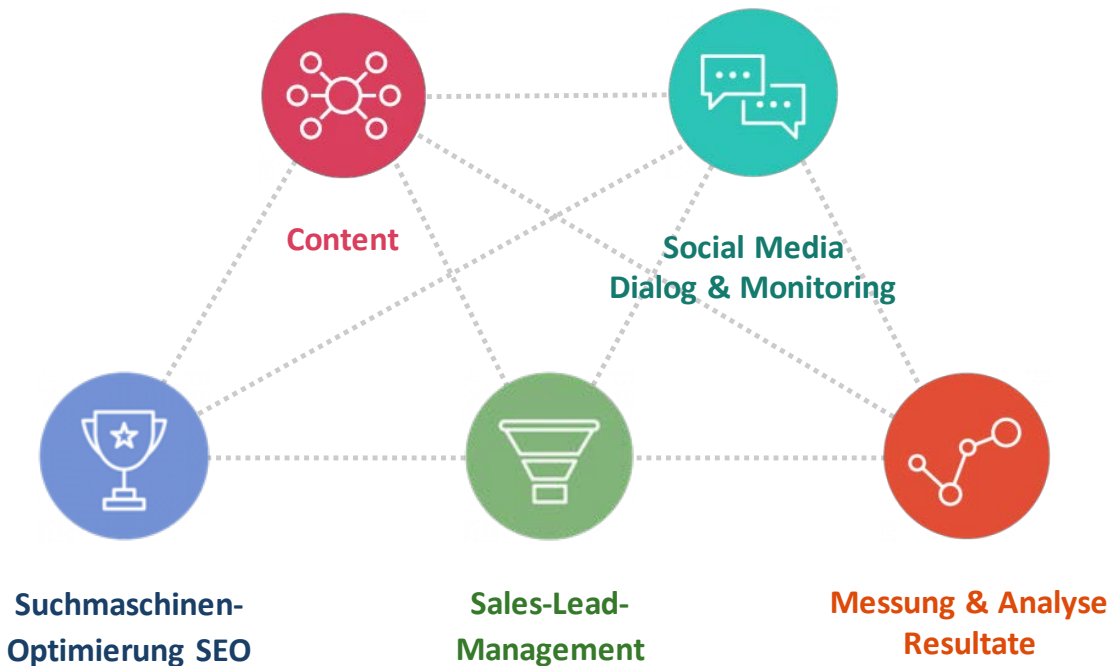 Content
Social Media
Dialog & Monitoring
Suchmaschinen-
Optimierung SEO
Sales-Lead-
Management
Messung & Analyse
Resultate